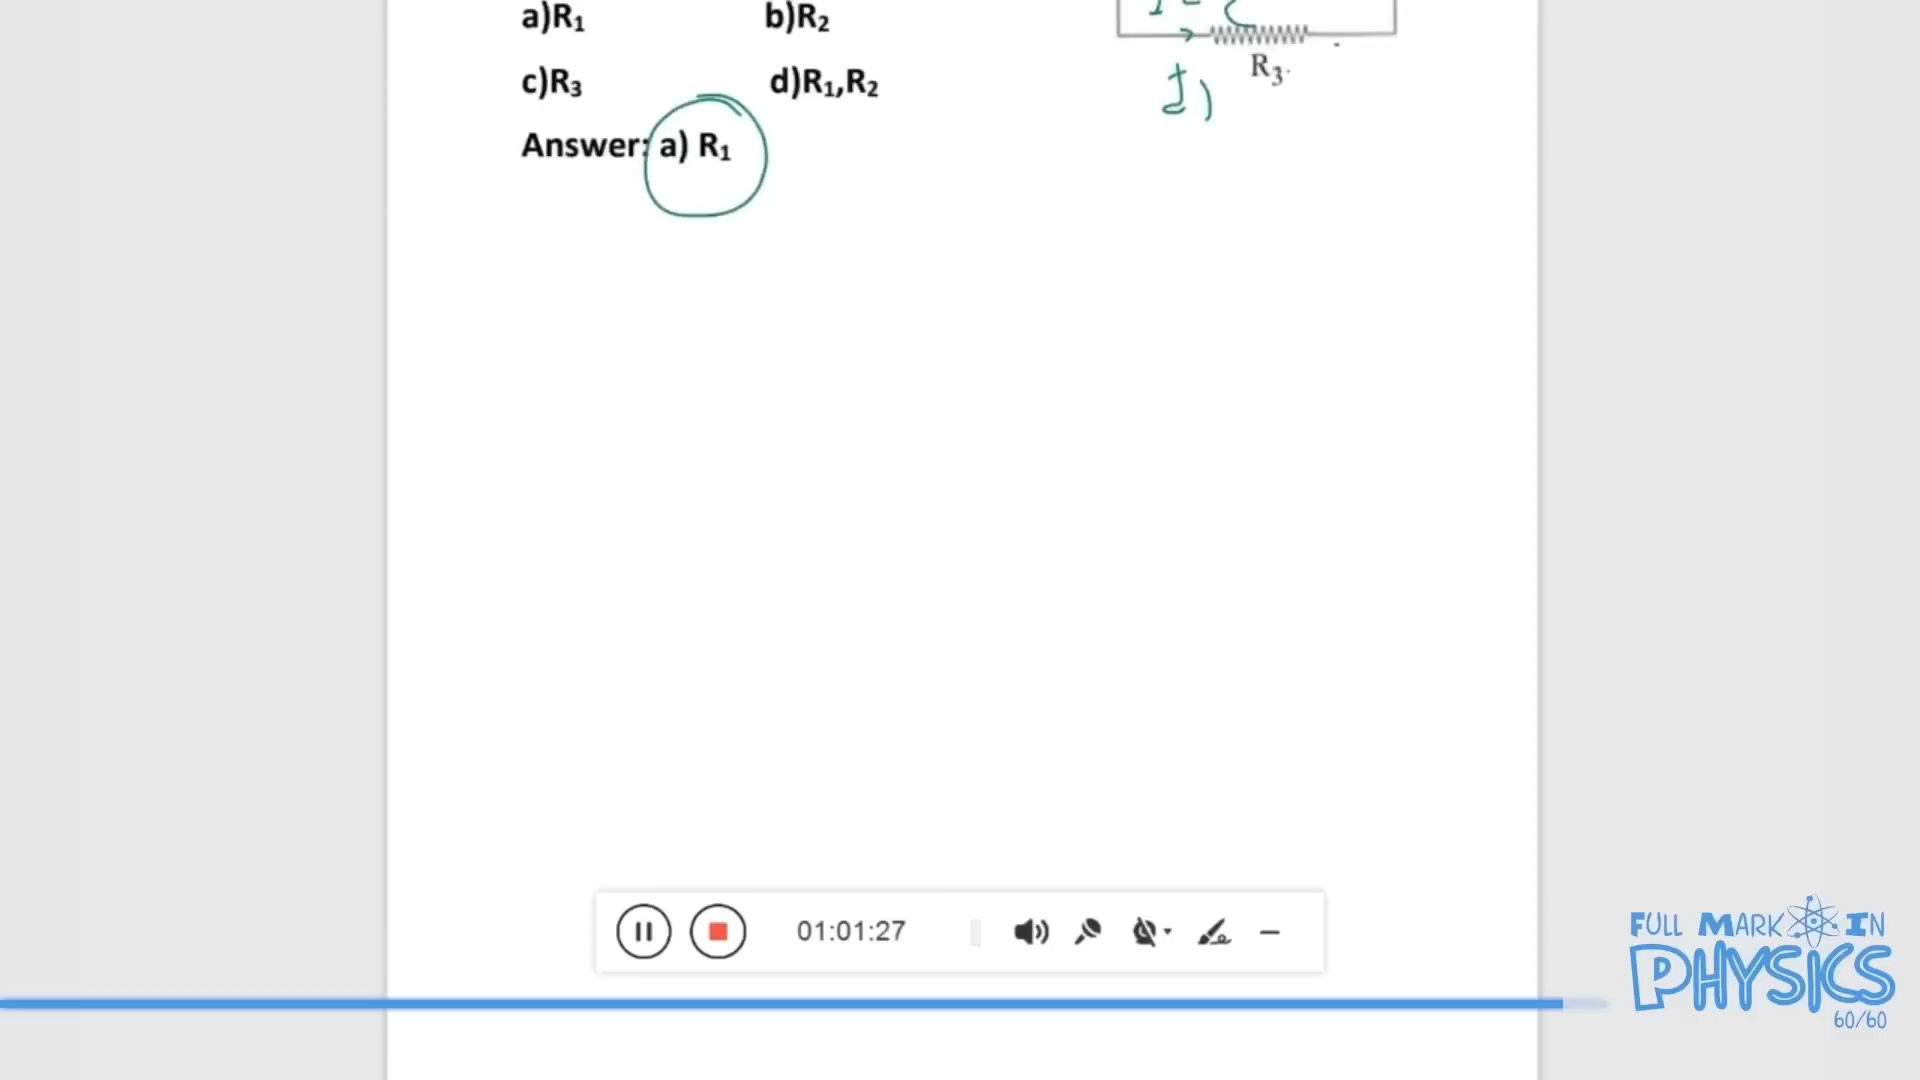 a)R₁ b)R₂
c)R₃ d)R₁,R₂
Answer: a) R₁
R₃
I
01:01:27
FULL MARK IN
PHYSICS
60/60